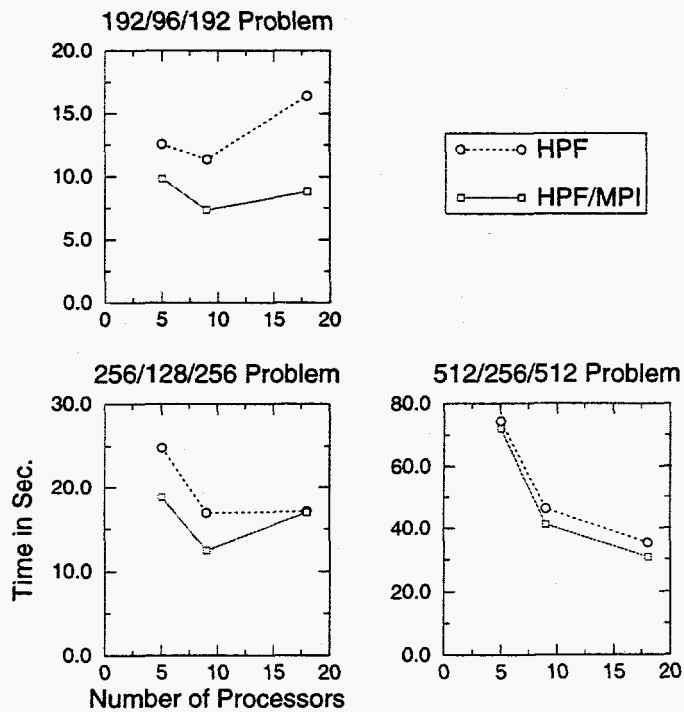 192/96/192 Problem
20.0
15.0
10.0
5.0
0.0
0 5 10 15 20
HPF
HPF/MPI
256/128/256 Problem
30.0
20.0
10.0
0.0
0 5 10 15 20
Time in Sec.
Number of Processors
512/256/512 Problem
80.0
60.0
40.0
20.0
0.0
0 5 10 15 20